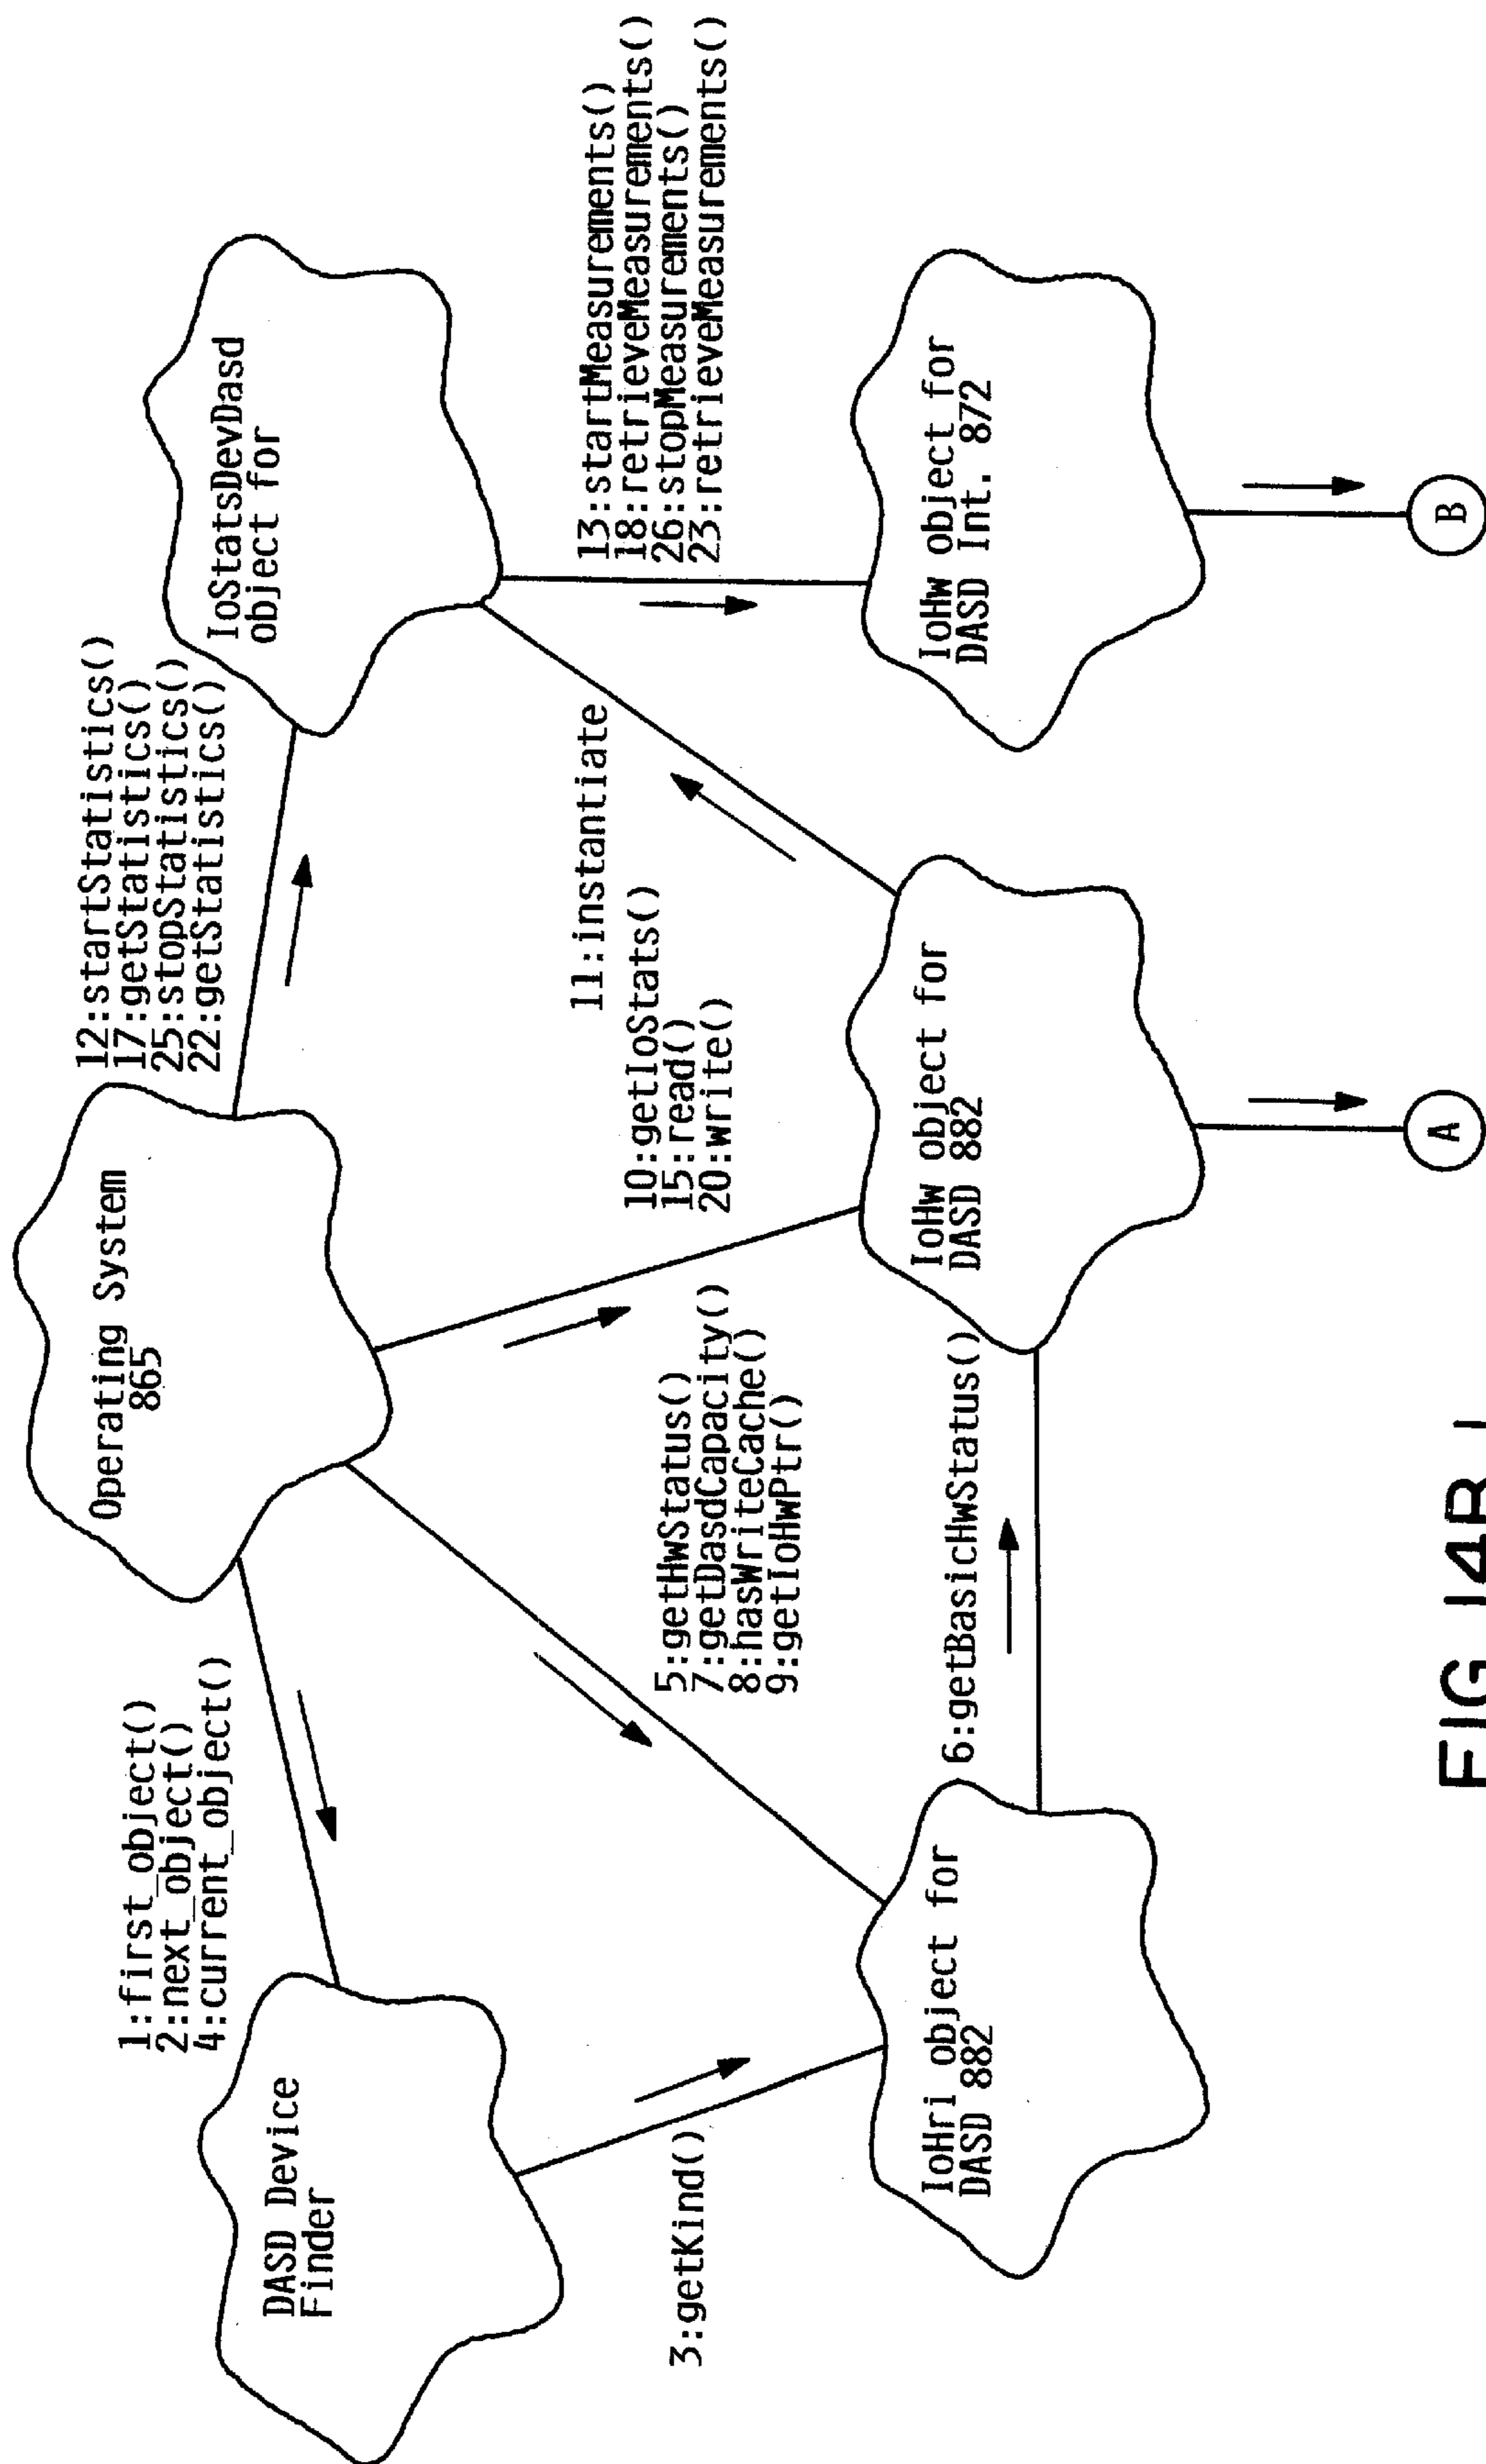 1:first_object()
2:next_object()
4:current_object()
Operating System
865
12:startStatistics()
17:getStatistics()
25:stopStatistics()
22:getStatistics()
DASD Device
Finder
IoStatsDevDasd
object for
3:getKind()
5:getHwStatus()
7:getDasdCapacity()
8:hasWriteCache()
9:getIoHwPtr()
10:getIoStats()
15:read()
20:write()
11:instantiate
13:startMeasurements()
18:retrieveMeasurements()
26:stopMeasurements()
23:retrieveMeasurements()
IoHri object for
DASD 882
6:getBasicHwStatus()
IoHw object for
DASD 882
IoHw object for
DASD Int. 872
A
B
FIG. 14B.1